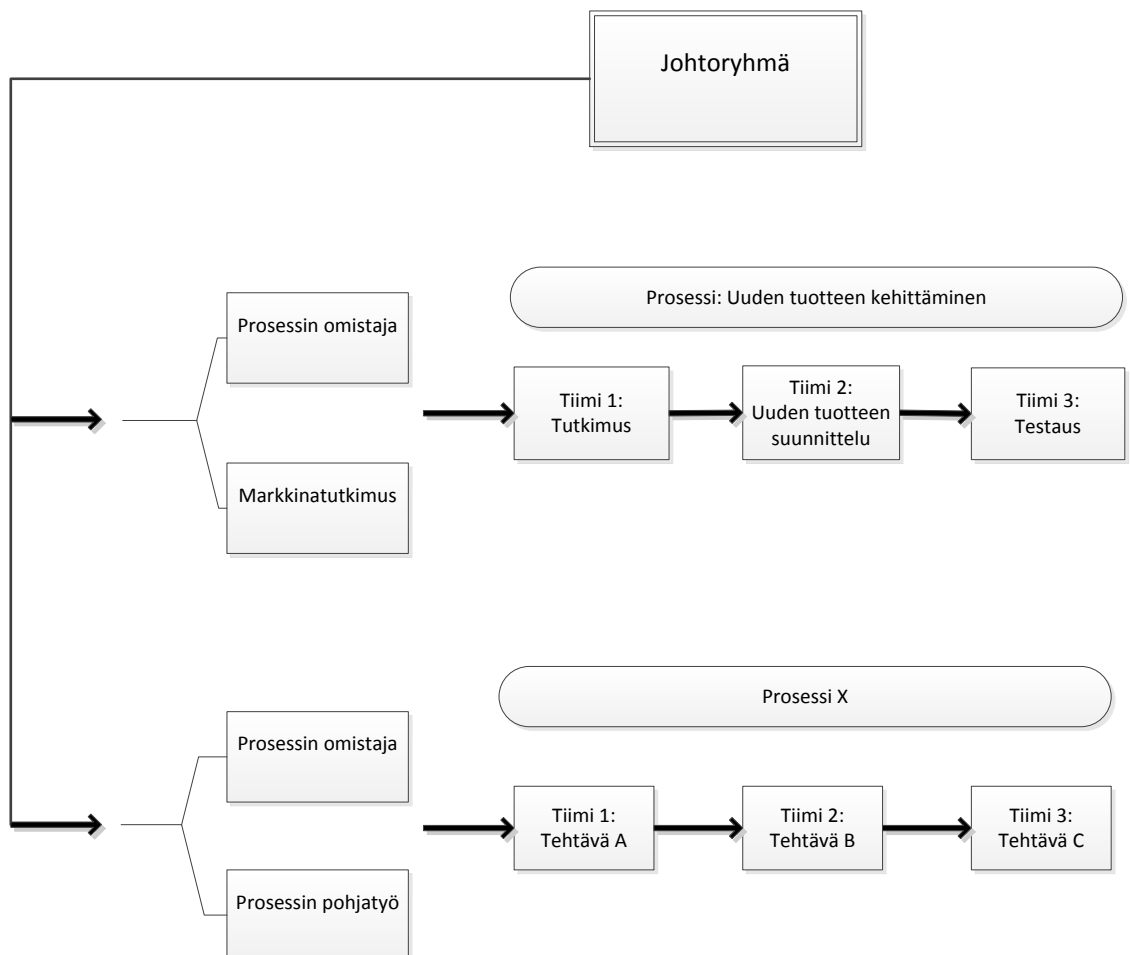 Johtoryhmä
Prosessi: Uuden tuotteen kehittäminen
Prosessin omistaja
Markkinatutkimus
Tiimi 1:
Tutkimus
Tiimi 2:
Uuden tuotteen
suunnittelu
Tiimi 3:
Testaus
Prosessi X
Prosessin omistaja
Prosessin pohjatyö
Tiimi 1:
Tehtävä A
Tiimi 2:
Tehtävä B
Tiimi 3:
Tehtävä C